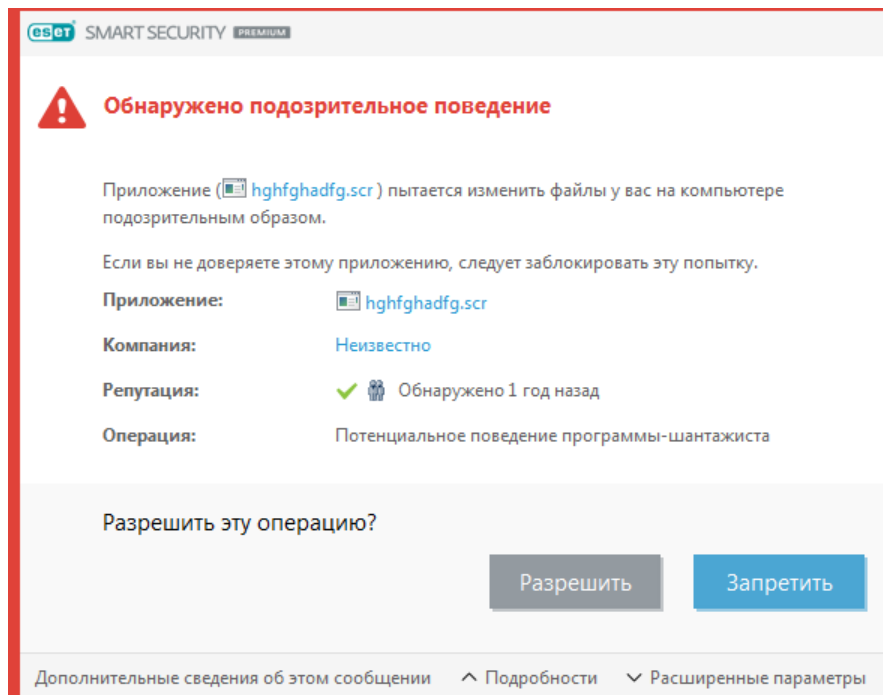 eset SMART SECURITY PREMIUM
Обнаружено подозрительное поведение
Приложение ( hghfghadfg.scr ) пытается изменить файлы у вас на компьютере
подозрительным образом.
Если вы не доверяете этому приложению, следует заблокировать эту попытку.
Приложение: hghfghadfg.scr
Компания: Неизвестно
Репутация: Обнаружено 1 год назад
Операция: Потенциальное поведение программы-шантажиста
Разрешить эту операцию?
Разрешить Запретить
Дополнительные сведения об этом сообщении Подробности Расширенные параметры